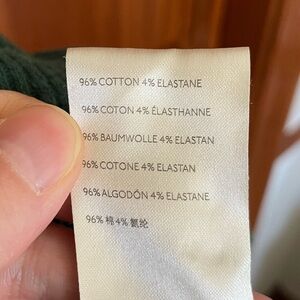 96% COTTON 4% ELASTANE
96% COTON 4% ÉLASTHANNE
96% BAUMWOLLE 4% ELASTAN
96% COTONE 4% ELASTAN
96% ALGODÓN 4% ELASTANE
96% 棉 4% 氨纶